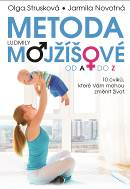 Olga Strusková - Jarmila Novotná
METODA
LUDMILY
MOJŽÍŠOVÉ
OD A DO Z
10 cviků,
které Vám mohou
změnit život